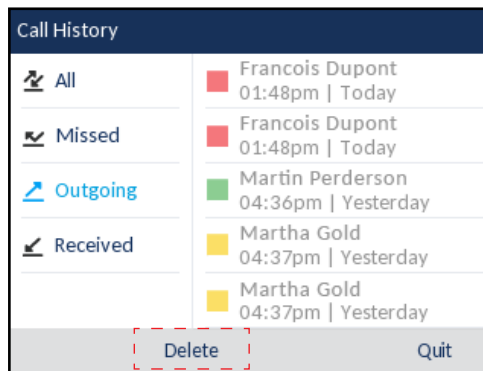 Call History
All
Missed
Outgoing
Received
Francois Dupont
01:48pm | Today
Francois Dupont
01:48pm | Today
Martin Perderson
04:36pm | Yesterday
Martha Gold
04:37pm | Yesterday
Martha Gold
04:37pm | Yesterday
Delete
Quit